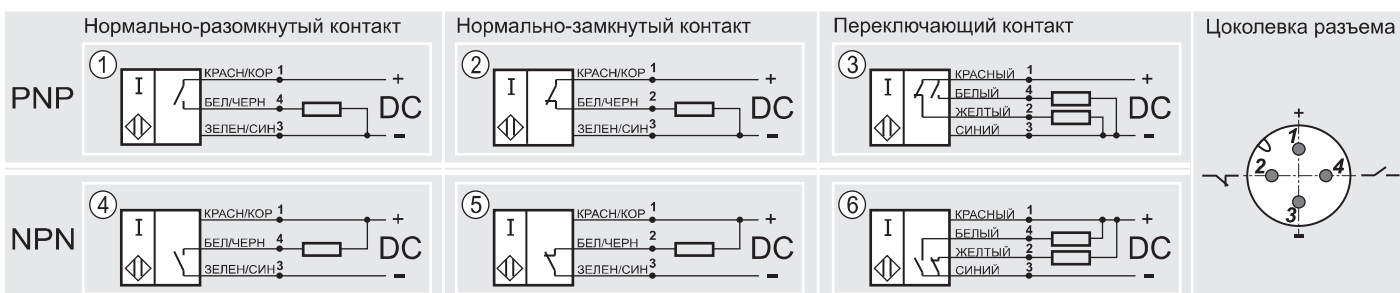 Нормально-разомкнутый контакт
Нормально-замкнутый контакт
Переключающий контакт
Цоколевка разъема
PNP
1
I
КРАСН/КОР 1
+
БЕЛ/ЧЕРН 4
DC
ЗЕЛЕН/СИН 3
-
2
I
КРАСН/КОР 1
+
БЕЛ/ЧЕРН 2
DC
ЗЕЛЕН/СИН 3
-
3
I
КРАСНЫЙ 1
+
БЕЛЫЙ 4
ЖЕЛТЫЙ 2
DC
СИНИЙ 3
-
NPN
4
I
КРАСН/КОР 1
+
БЕЛ/ЧЕРН 4
DC
ЗЕЛЕН/СИН 3
-
5
I
КРАСН/КОР 1
+
БЕЛ/ЧЕРН 2
DC
ЗЕЛЕН/СИН 3
-
6
I
КРАСНЫЙ 1
+
БЕЛЫЙ 4
ЖЕЛТЫЙ 2
DC
СИНИЙ 3
-
+
1
2 4
3
-